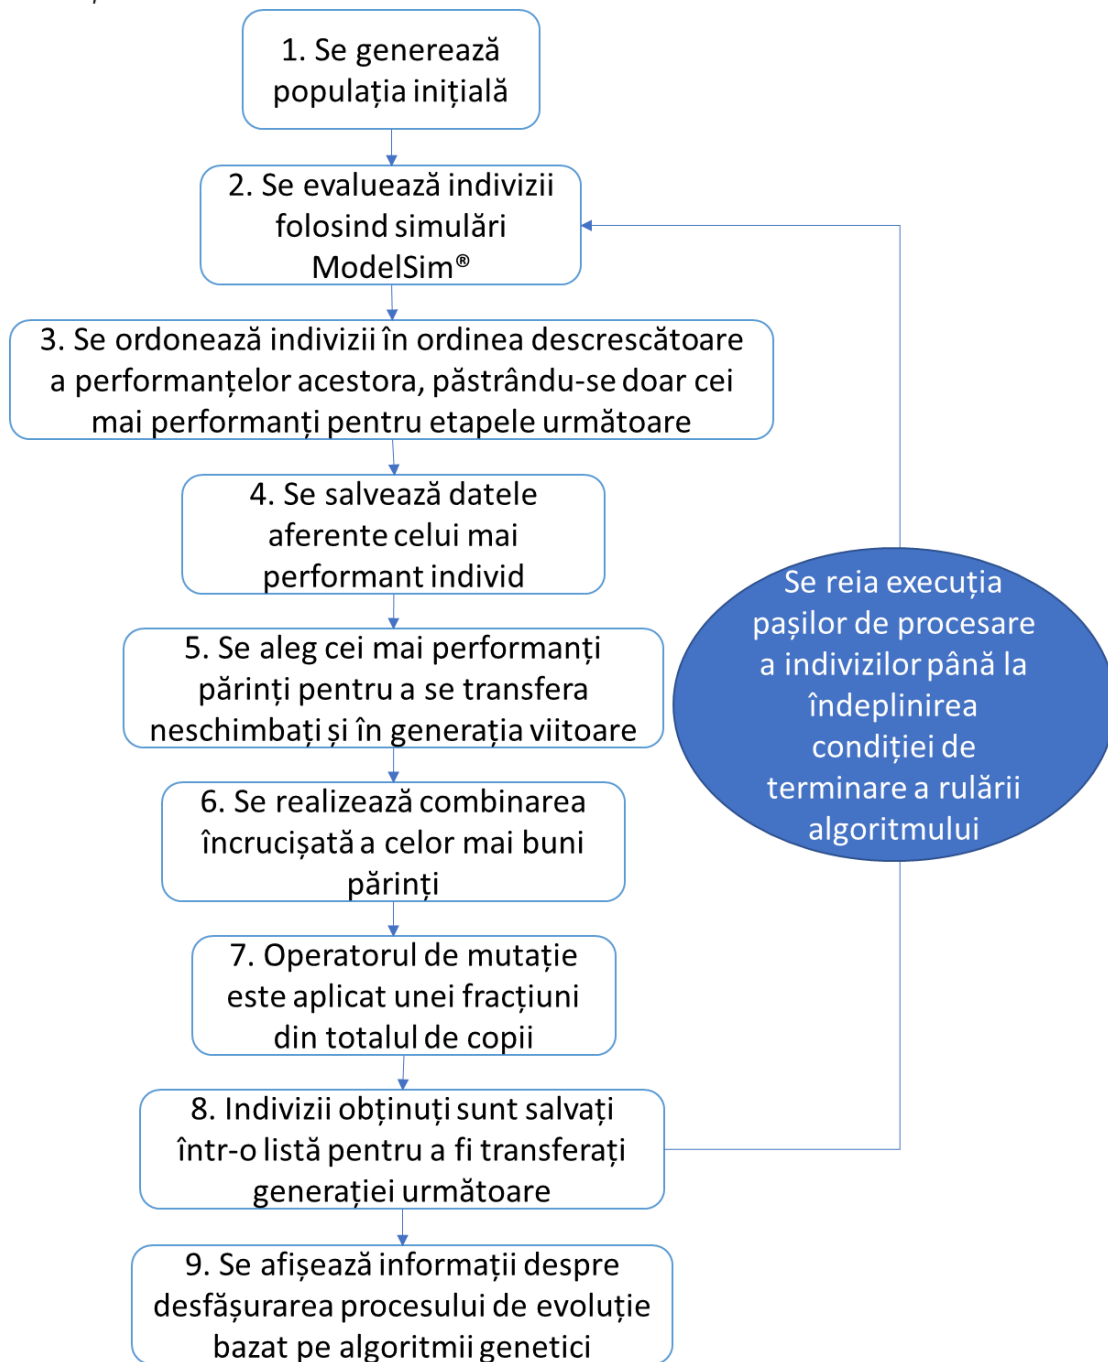 1. Se generează
populația inițială
2. Se evaluează indivizii
folosind simulări
ModelSim®
3. Se ordonează indivizii în ordinea descrescătoare
a performanțelor acestora, păstrându-se doar cei
mai performanți pentru etapele următoare
4. Se salvează datele
aferente celui mai
performant individ
5. Se aleg cei mai performanți
părinți pentru a se transfera
neschimbați și în generația viitoare
6. Se realizează combinarea
încrucișată a celor mai buni
părinți
7. Operatorul de mutație
este aplicat unei fracțiuni
din totalul de copii
8. Indivizii obținuți sunt salvați
într-o listă pentru a fi transferați
generației următoare
9. Se afișează informații despre
desfășurarea procesului de evoluție
bazat pe algoritmii genetici
Se reia execuția
pașilor de procesare
a indivizilor până la
îndeplinirea
condiției de
terminare a rulării
algoritmului